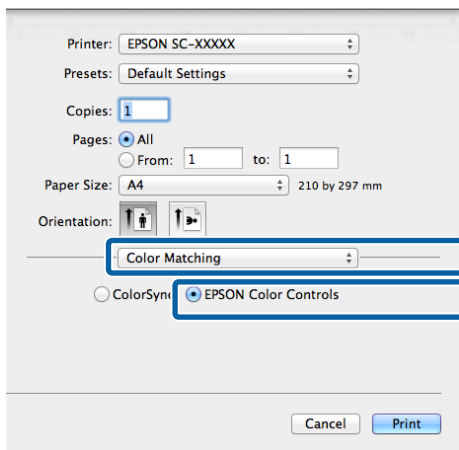 Printer: EPSON SC-XXXXX
Presets: Default Settings
Copies: 1
Pages: All
From: 1 to: 1
Paper Size: A4 210 by 297 mm
Orientation:
Color Matching
ColorSync EPSON Color Controls
Cancel Print